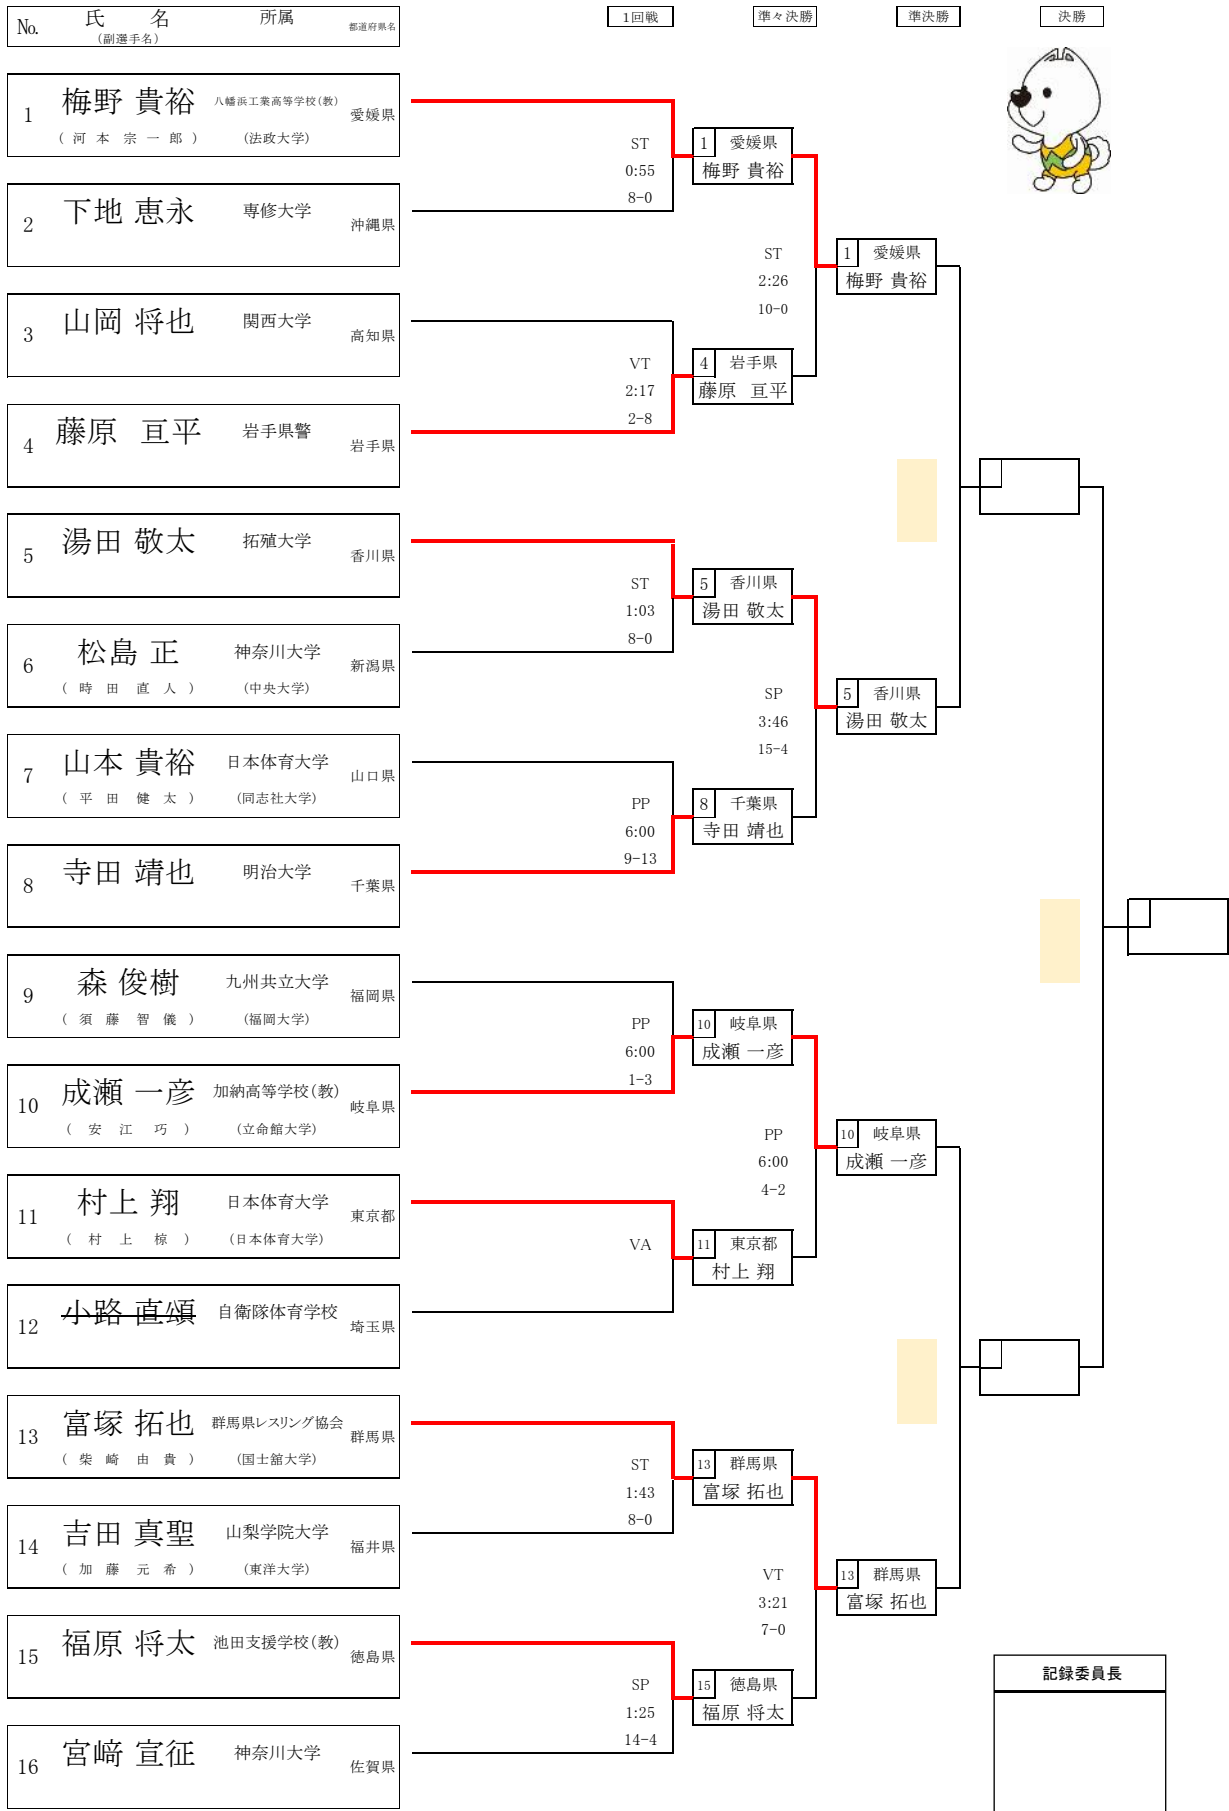 No. 氏 名 所属 都道府県名
(副選手名)
1回戦 準々決勝 準決勝 決勝
1 梅野 貴裕 八幡浜工業高等学校(教) 愛媛県
( 河 本 宗 一 郎 ) (法政大学)
2 下地 恵永 専修大学 沖縄県
3 山岡 将也 関西大学 高知県
4 藤原 亘平 岩手県警 岩手県
5 湯田 敬太 拓殖大学 香川県
6 松島 正 神奈川大学 新潟県
( 時 田 直 人 ) (中央大学)
7 山本 貴裕 日本体育大学 山口県
( 平 田 健 太 ) (同志社大学)
8 寺田 靖也 明治大学 千葉県
9 森 俊樹 九州共立大学 福岡県
( 須 藤 智 儀 ) (福岡大学)
10 成瀬 一彦 加納高等学校(教) 岐阜県
( 安 江 巧 ) (立命館大学)
11 村上 翔 日本体育大学 東京都
( 村 上 椋 ) (日本体育大学)
12 小路 直頌 自衛隊体育学校 埼玉県
13 富塚 拓也 群馬県レスリング協会 群馬県
( 柴 崎 由 貴 ) (国士舘大学)
14 吉田 真聖 山梨学院大学 福井県
( 加 藤 元 希 ) (東洋大学)
15 福原 将太 池田支援学校(教) 徳島県
16 宮﨑 宣征 神奈川大学 佐賀県
ST
0:55
8-0
VT
2:17
2-8
ST
1:03
8-0
PP
6:00
9-13
PP
6:00
1-3
VA
ST
1:43
8-0
SP
1:25
14-4
1 愛媛県
梅野 貴裕
4 岩手県
藤原 亘平
5 香川県
湯田 敬太
8 千葉県
寺田 靖也
10 岐阜県
成瀬 一彦
11 東京都
村上 翔
13 群馬県
富塚 拓也
15 徳島県
福原 将太
ST
2:26
10-0
SP
3:46
15-4
PP
6:00
4-2
VT
3:21
7-0
1 愛媛県
梅野 貴裕
5 香川県
湯田 敬太
10 岐阜県
成瀬 一彦
13 群馬県
富塚 拓也
記録委員長